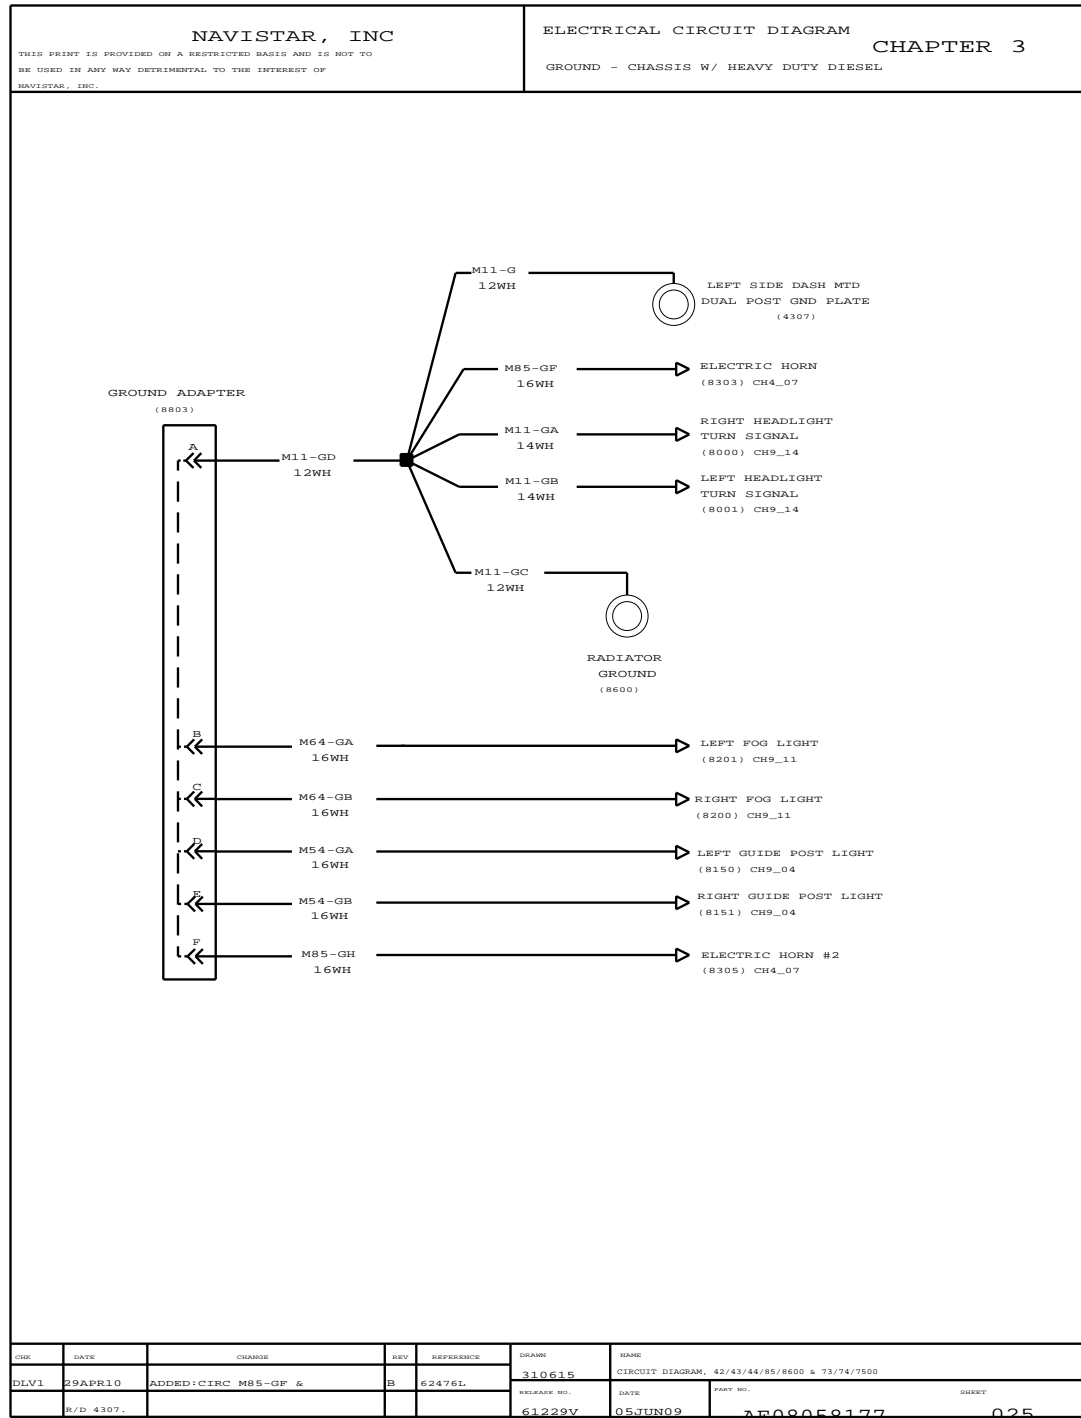 NAVISTAR, INC
THIS PRINT IS PROVIDED ON A RESTRICTED BASIS AND IS NOT TO
BE USED IN ANY WAY DETRIMENTAL TO THE INTEREST OF
NAVISTAR, INC.
ELECTRICAL CIRCUIT DIAGRAM
CHAPTER 3
GROUND - CHASSIS W/ HEAVY DUTY DIESEL
M11-G
12WH
LEFT SIDE DASH MTD
DUAL POST GND PLATE
(4307)
M85-GF
16WH
ELECTRIC HORN
(8303) CH4_07
GROUND ADAPTER
(8803)
A
M11-GD
12WH
M11-GA
14WH
RIGHT HEADLIGHT
TURN SIGNAL
(8000) CH9_14
M11-GB
14WH
LEFT HEADLIGHT
TURN SIGNAL
(8001) CH9_14
M11-GC
12WH
RADIATOR
GROUND
(8600)
B
M64-GA
16WH
LEFT FOG LIGHT
(8201) CH9_11
C
M64-GB
16WH
RIGHT FOG LIGHT
(8200) CH9_11
D
M54-GA
16WH
LEFT GUIDE POST LIGHT
(8150) CH9_04
E
M54-GB
16WH
RIGHT GUIDE POST LIGHT
(8151) CH9_04
F
M85-GH
16WH
ELECTRIC HORN #2
(8305) CH4_07
CHK DATE CHANGE REV REFERENCE
DLV1 29APR10 ADDED:CIRC M85-GF & B 62476L
R/D 4307.
DRAWN
310615
NAME
CIRCUIT DIAGRAM, 42/43/44/85/8600 & 73/74/7500
RELEASE NO.
61229V
DATE
05JUN09
PART NO.
AE08058177
SHEET
025